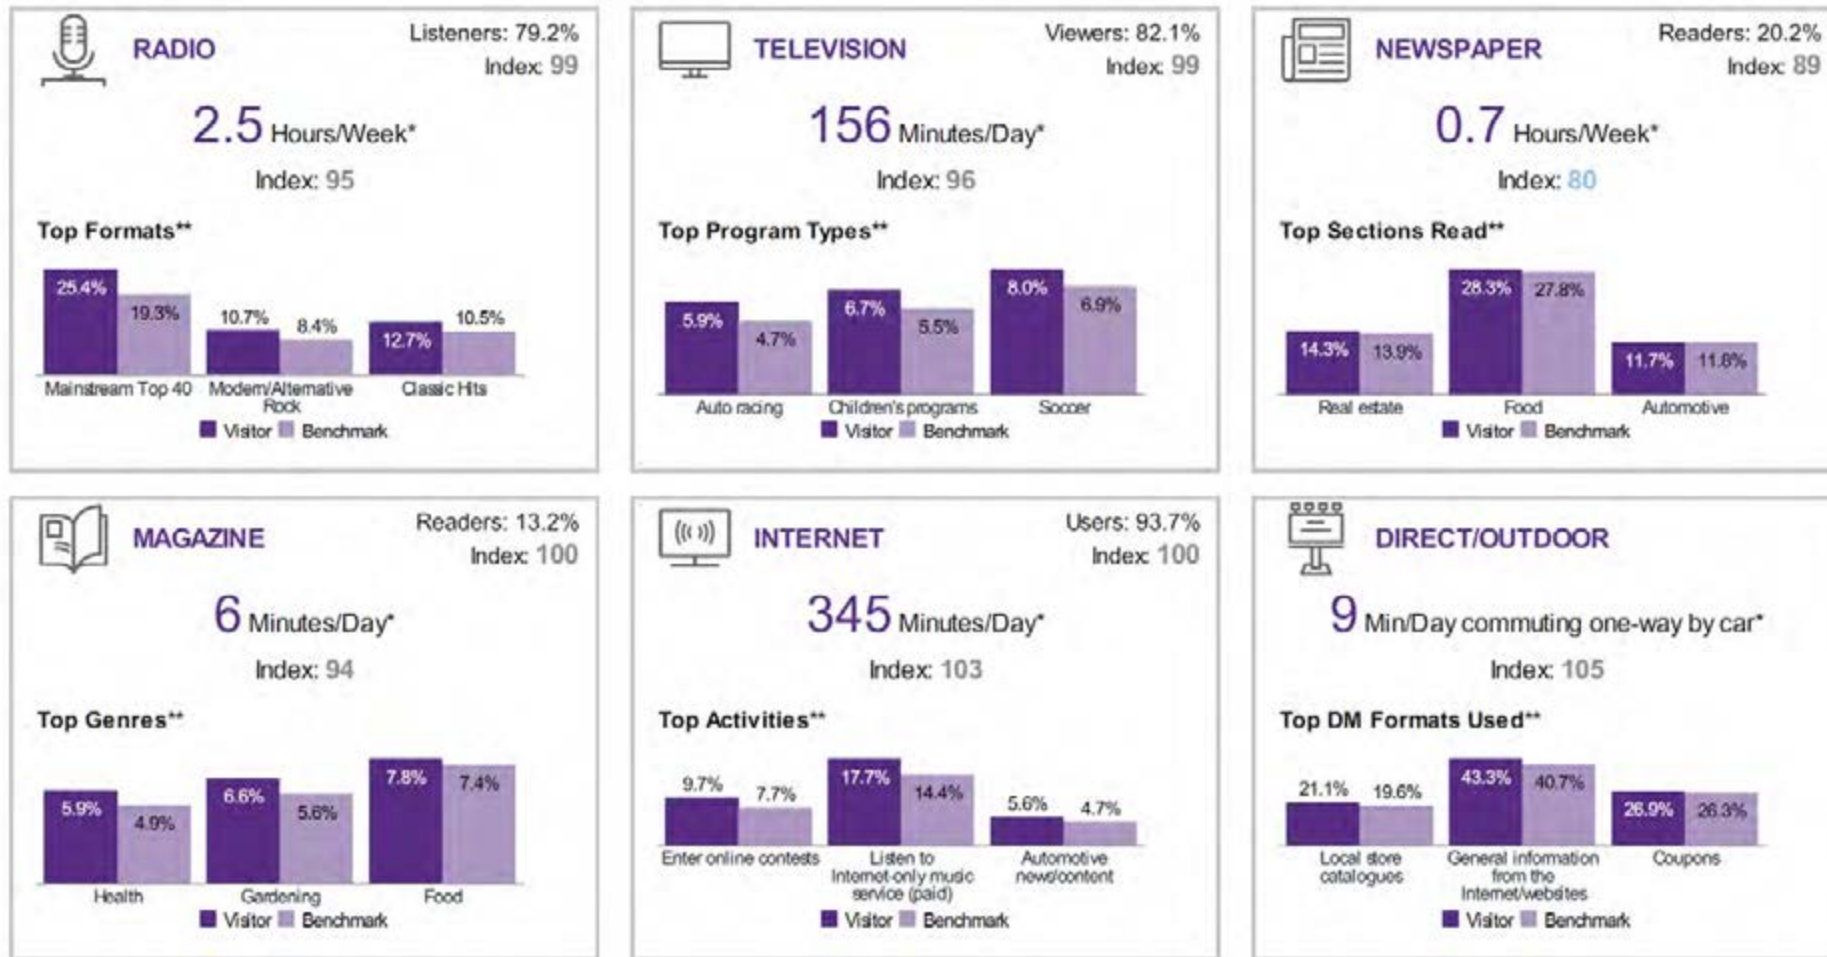 RADIO
Listeners: 79.2%
Index: 99
2.5 Hours/Week*
Index: 95
Top Formats**
25.4%
19.3%
10.7%
8.4%
12.7%
10.5%
Mainstream Top 40
Modern/Alternative
Rock
Classic Hits
Visitor
Benchmark
TELEVISION
Viewers: 82.1%
Index: 99
156 Minutes/Day*
Index: 96
Top Program Types**
5.9%
4.7%
6.7%
5.5%
8.0%
6.9%
Auto racing
Children's programs
Soccer
Visitor
Benchmark
NEWSPAPER
Readers: 20.2%
Index: 89
0.7 Hours/Week*
Index: 80
Top Sections Read**
14.3%
13.9%
28.3%
27.8%
11.7%
11.8%
Real estate
Food
Automotive
Visitor
Benchmark
MAGAZINE
Readers: 13.2%
Index: 100
6 Minutes/Day*
Index: 94
Top Genres**
5.9%
4.9%
6.6%
5.6%
7.8%
7.4%
Health
Gardening
Food
Visitor
Benchmark
INTERNET
Users: 93.7%
Index: 100
345 Minutes/Day*
Index: 103
Top Activities**
9.7%
7.7%
17.7%
14.4%
5.6%
4.7%
Enter online contests
Listen to
Internet-only music
service (paid)
Automotive
news/content
Visitor
Benchmark
DIRECT/OUTDOOR
9 Min/Day commuting one-way by car*
Index: 105
Top DM Formats Used**
21.1%
19.6%
43.3%
40.7%
26.9%
26.3%
Local store
catalogues
General information
from the
Internet/websites
Coupons
Visitor
Benchmark